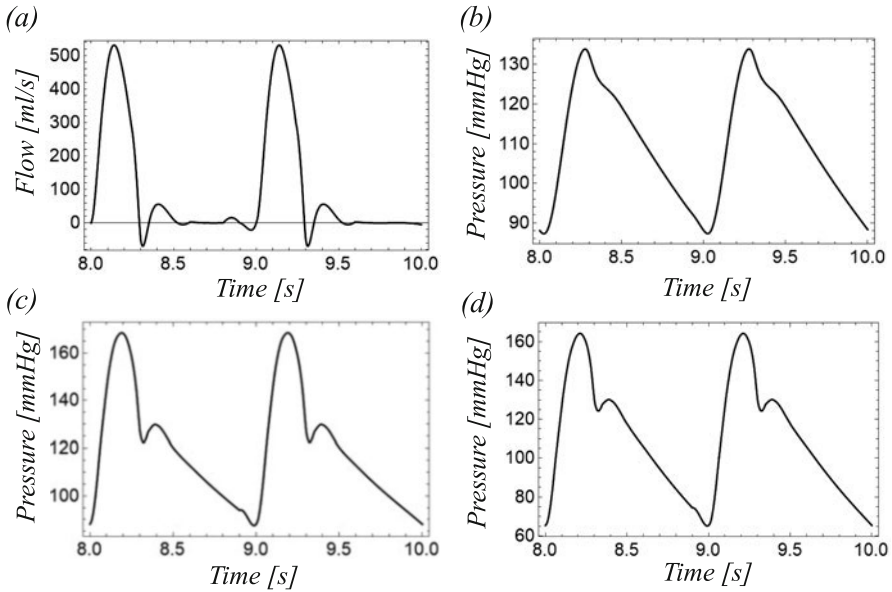 (a)
Flow [ml/s]
500
400
300
200
100
0
8.0 8.5 9.0 9.5 10.0
Time [s]
(b)
Pressure [mmHg]
130
120
110
100
90
8.0 8.5 9.0 9.5 10.0
Time [s]
(c)
Pressure [mmHg]
160
140
120
100
8.0 8.5 9.0 9.5 10.0
Time [s]
(d)
Pressure [mmHg]
160
140
120
100
80
60
8.0 8.5 9.0 9.5 10.0
Time [s]